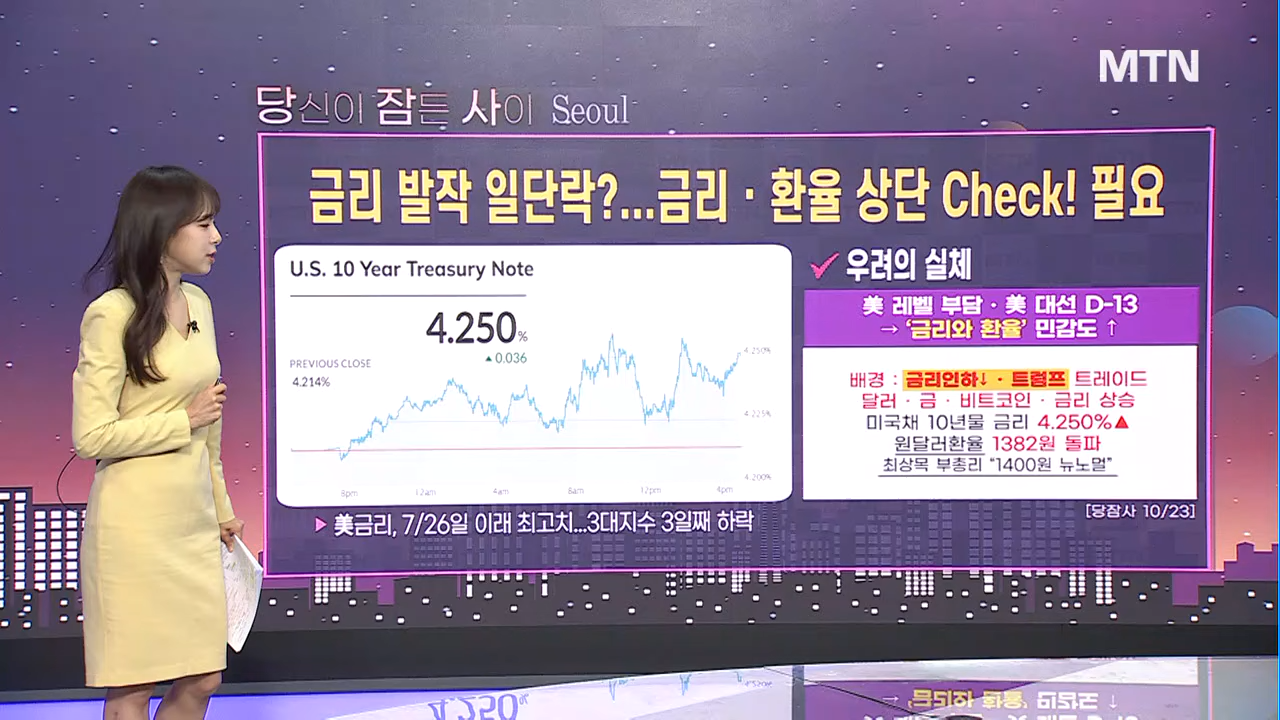 MTN
당신이 잠든 사이 Seoul
금리 발작 일단락?...금리·환율 상단 Check! 필요
U.S. 10 Year Treasury Note
4.250%
▲0.036
PREVIOUS CLOSE
4.214%
4.250%
4.225%
4.200%
8pm 12am 4am 8am 12pm 4pm
▶ 美금리, 7/26일 이래 최고치...3대지수 3일째 하락
✓ 우려의 실체
美 레벨 부담·美 대선 D-13
→ '금리와 환율' 민감도 ↑
배경 : 금리인하↓·트럼프 트레이드
달러·금·비트코인·금리 상승
미국채 10년물 금리 4.250%▲
원달러환율 1382원 돌파
최상목 부총리 "1400원 뉴노멀"
[당잠사 10/23]